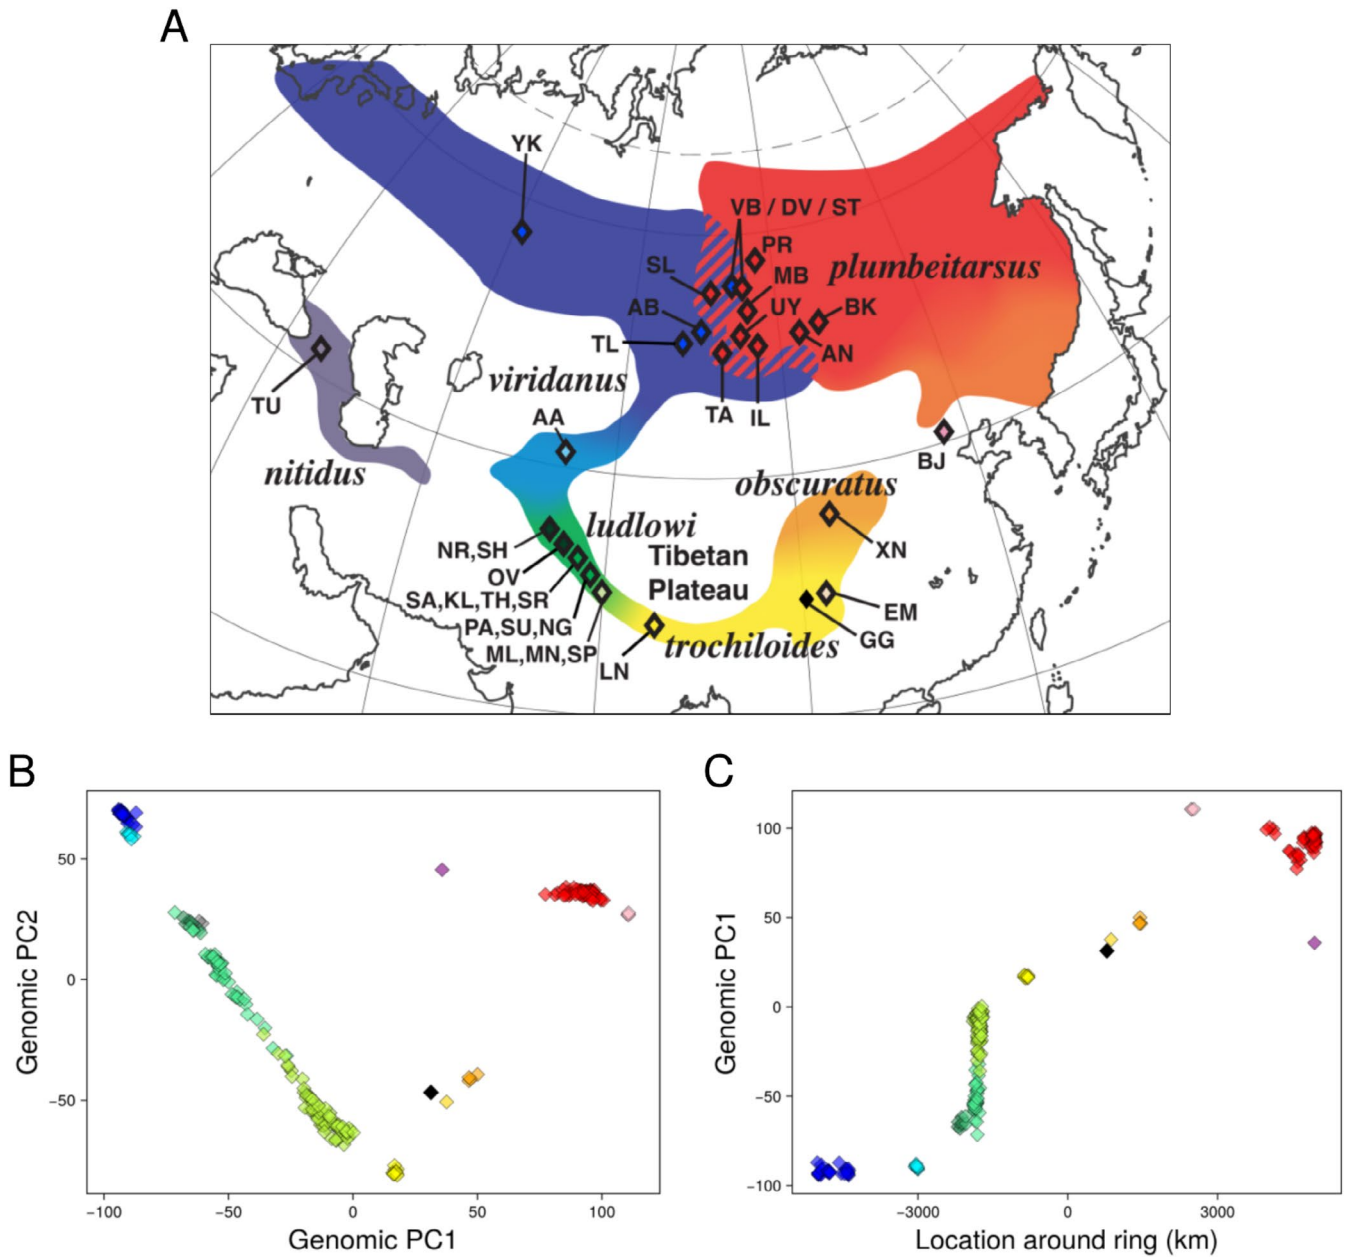 A
YK
VB / DV / ST
PR
SL
MB
plumbeitarsus
AB
UY
BK
TL
AN
viridanus
TU
TA
IL
AA
BJ
nitidus
obscuratus
ludlowi
NR,SH
Tibetan
XN
OV
Plateau
SA,KL,TH,SR
EM
PA,SU,NG
GG
ML,MN,SP
trochiloides
LN
B
Genomic PC2
50
0
−50
−100
−50
0
50
100
Genomic PC1
C
Genomic PC1
100
50
0
−50
−100
−3000
0
3000
Location around ring (km)